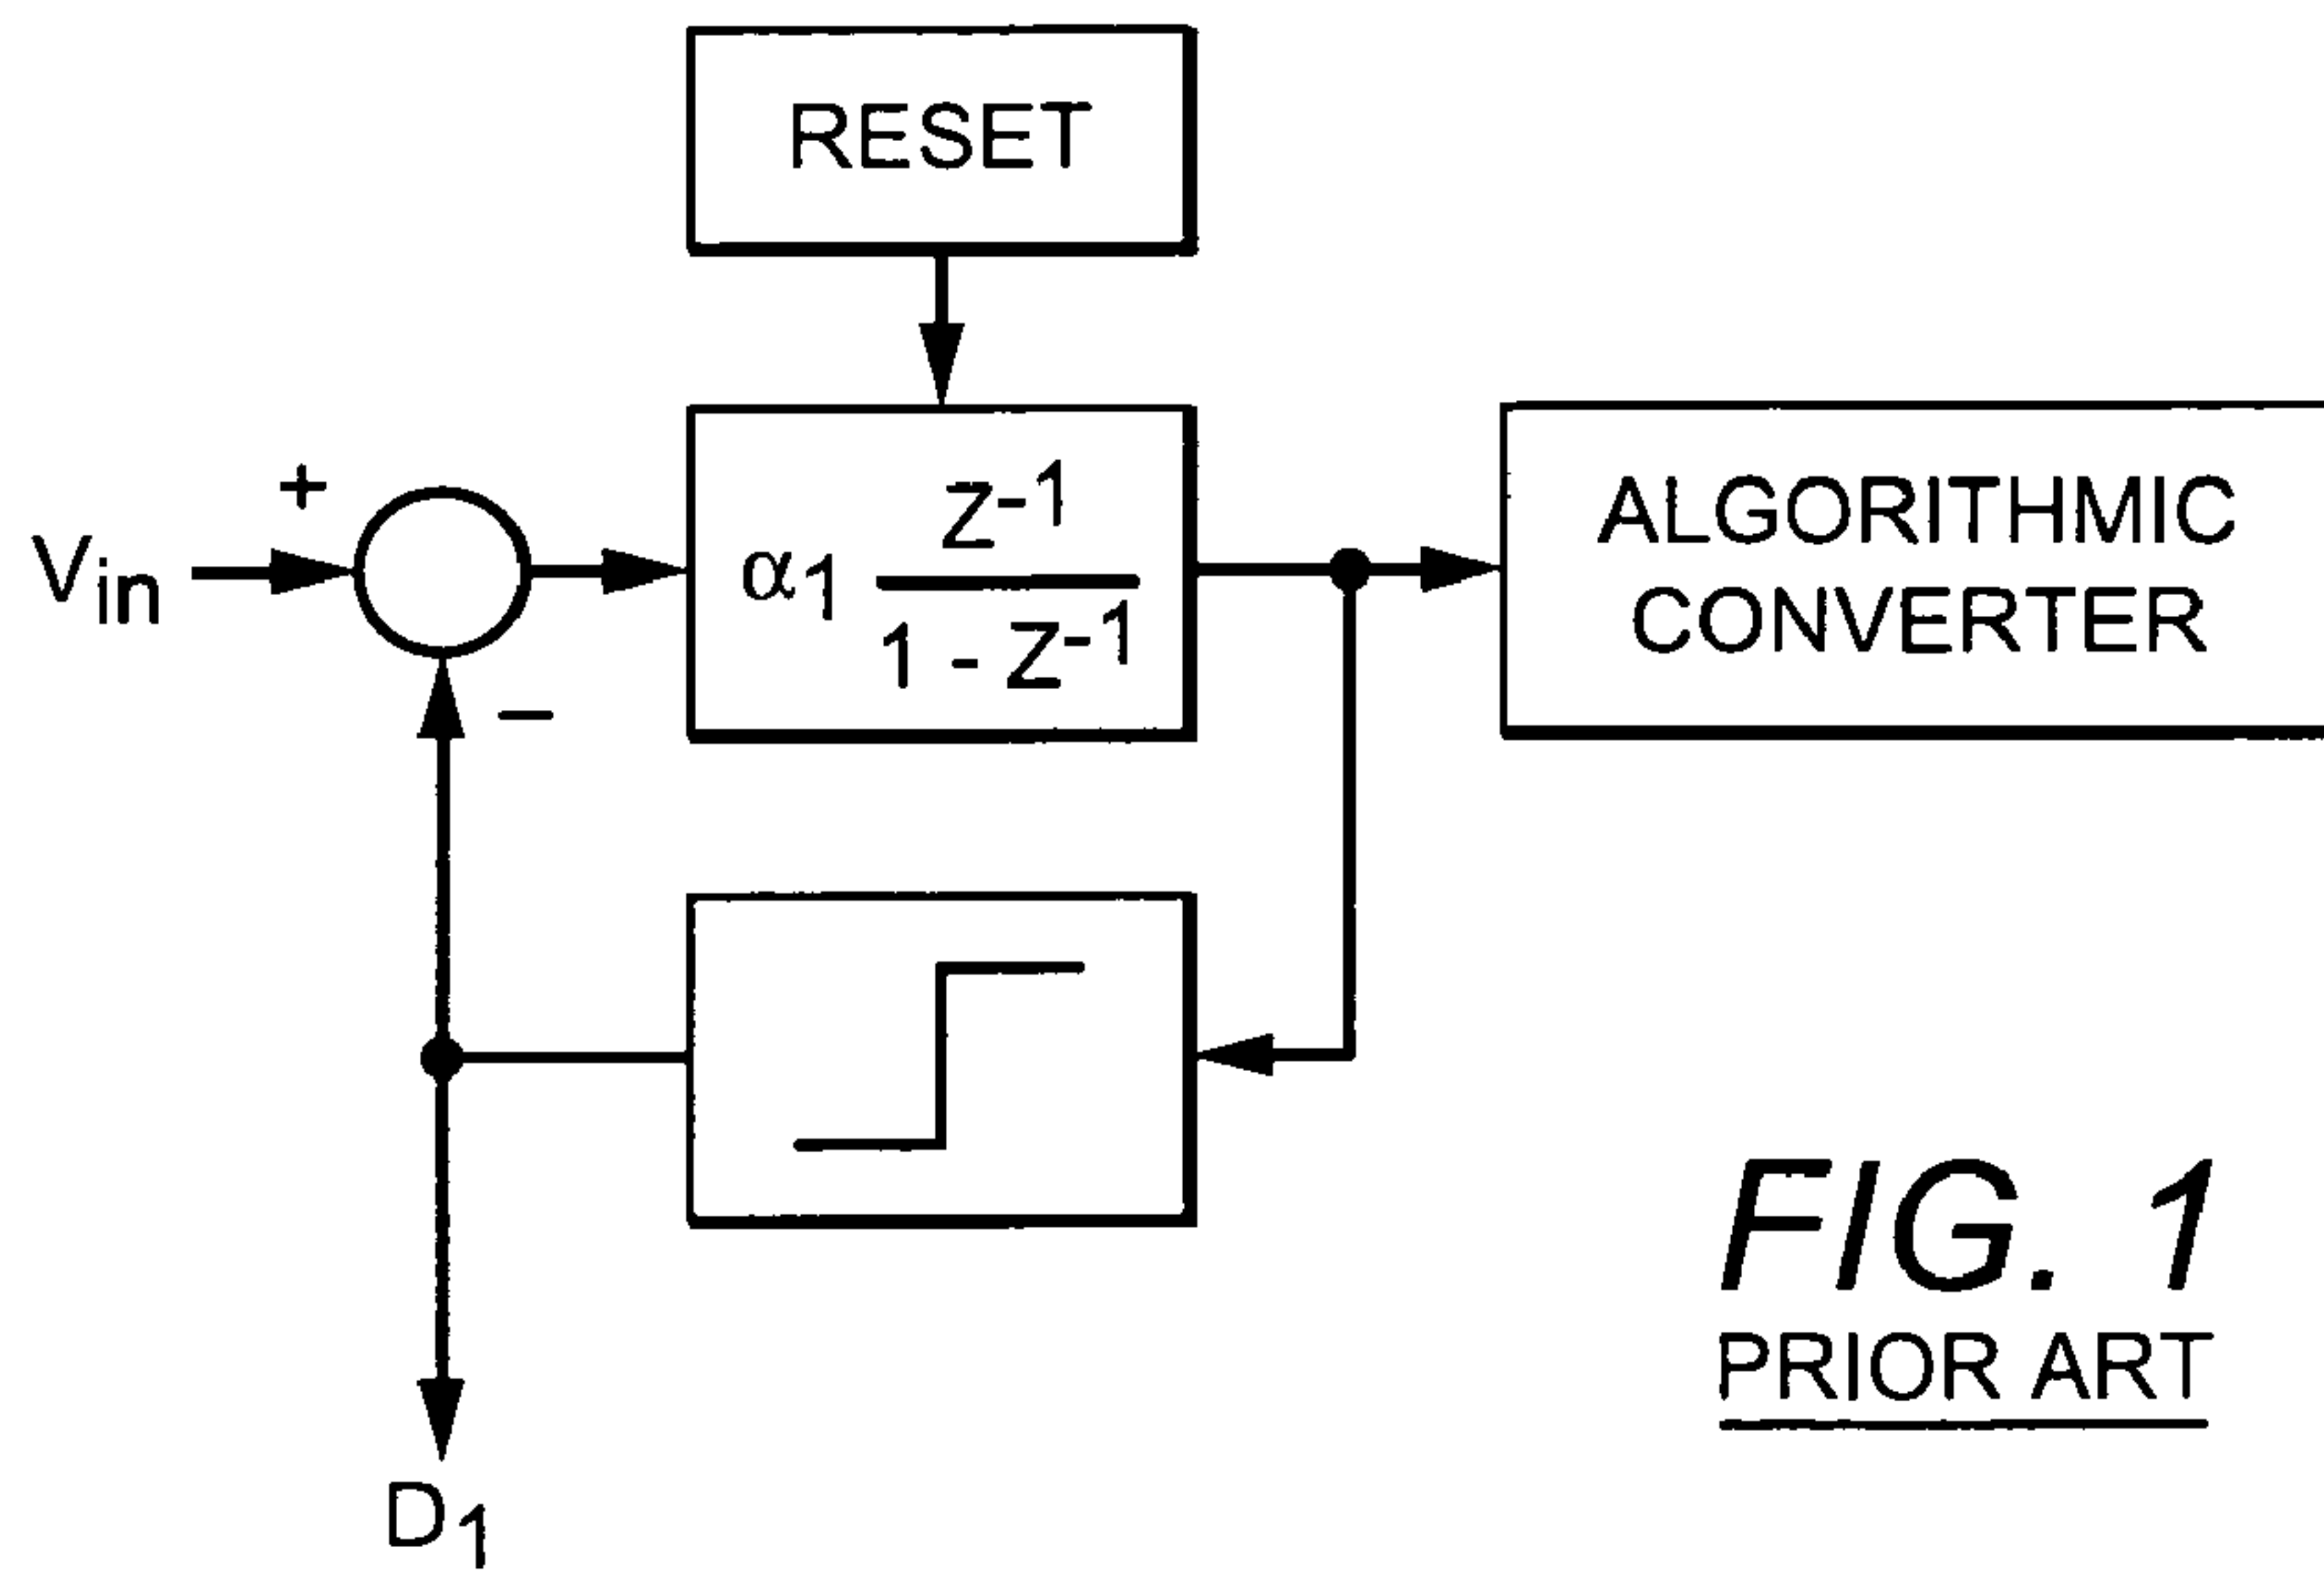 RESET
+
Vin
−
α1 z-1
1 - z-1
ALGORITHMIC
CONVERTER
D1
FIG. 1
PRIOR ART